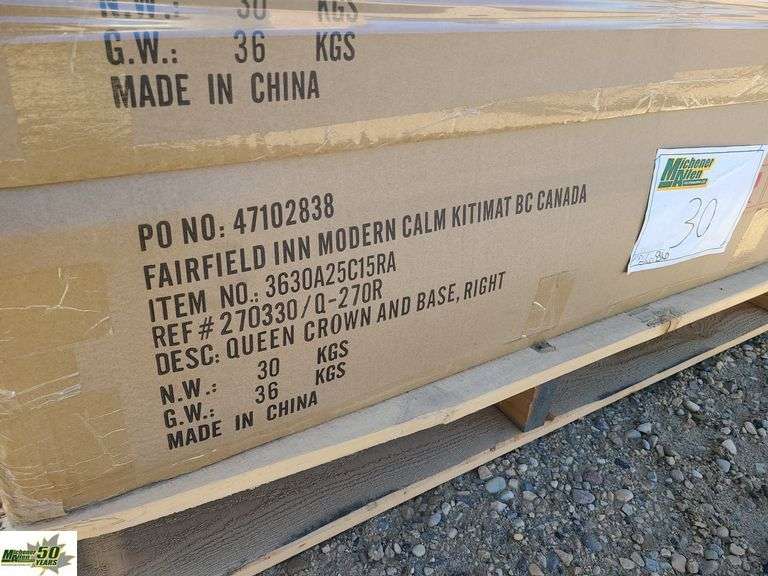 N.W.: 30 KGS
G.W.: 36 KGS
MADE IN CHINA
PO NO: 47102838
FAIRFIELD INN MODERN CALM KITIMAT BC CANADA
ITEM NO.: 3630A25C15RA
REF # 270330/Q-270R
DESC: QUEEN CROWN AND BASE, RIGHT
N.W.: 30 KGS
G.W.: 36 KGS
MADE IN CHINA
Michener
Allen
30
Michener
Allen
50
YEARS